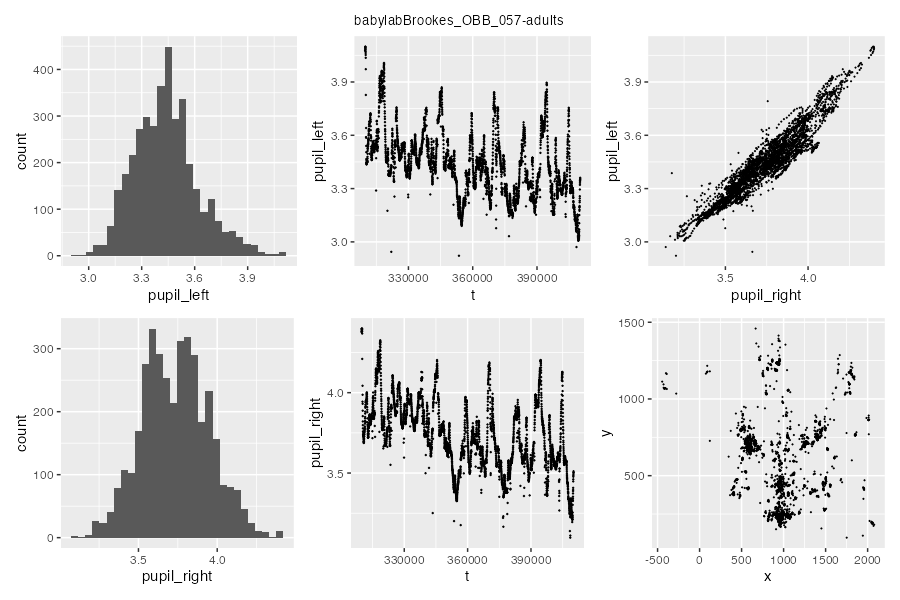 babylabBrookes_OBB_057-adults
count
400
300
200
100
0
3.0 3.3 3.6 3.9
pupil_left
pupil_left
3.9
3.6
3.3
3.0
330000 360000 390000
t
pupil_left
3.9
3.6
3.3
3.0
3.5 4.0
pupil_right
count
300
200
100
0
3.5 4.0
pupil_right
pupil_right
4.0
3.5
330000 360000 390000
t
y
1500
1000
500
-500 0 500 1000 1500 2000
x